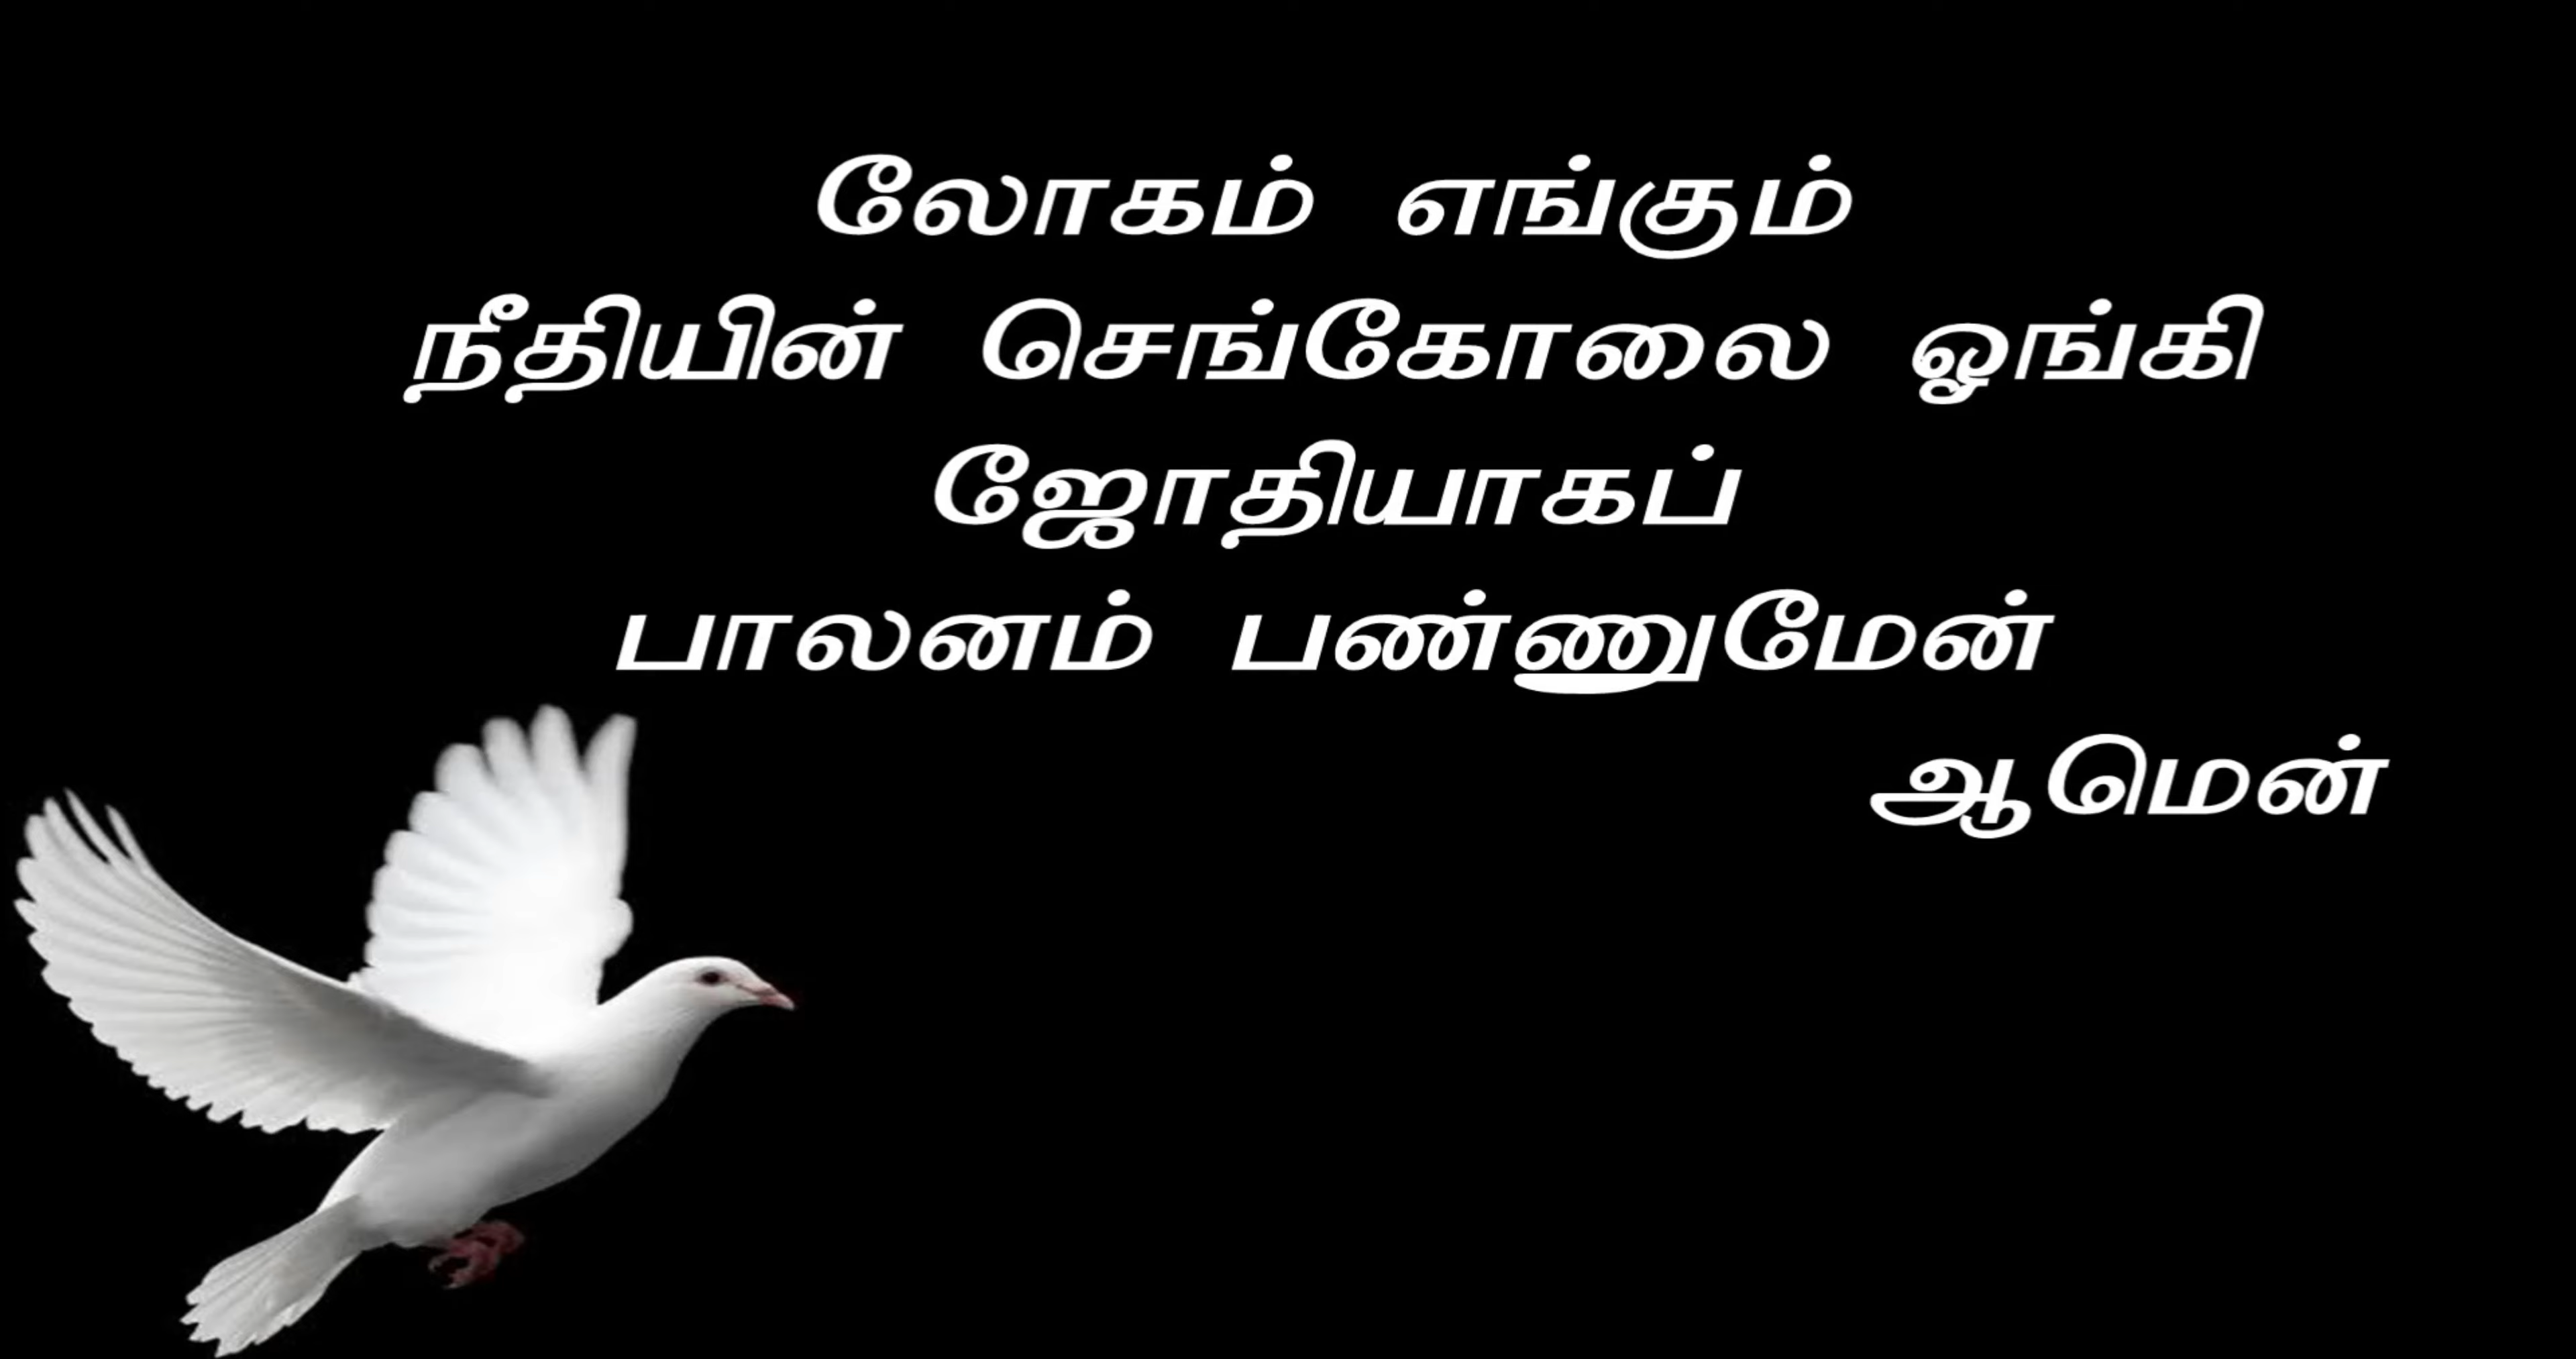 லோகம் எங்கும்
நீதியின் செங்கோலை ஓங்கி
ஜோதியாகப்
பாலனம் பண்ணுமேன்
ஆமென்